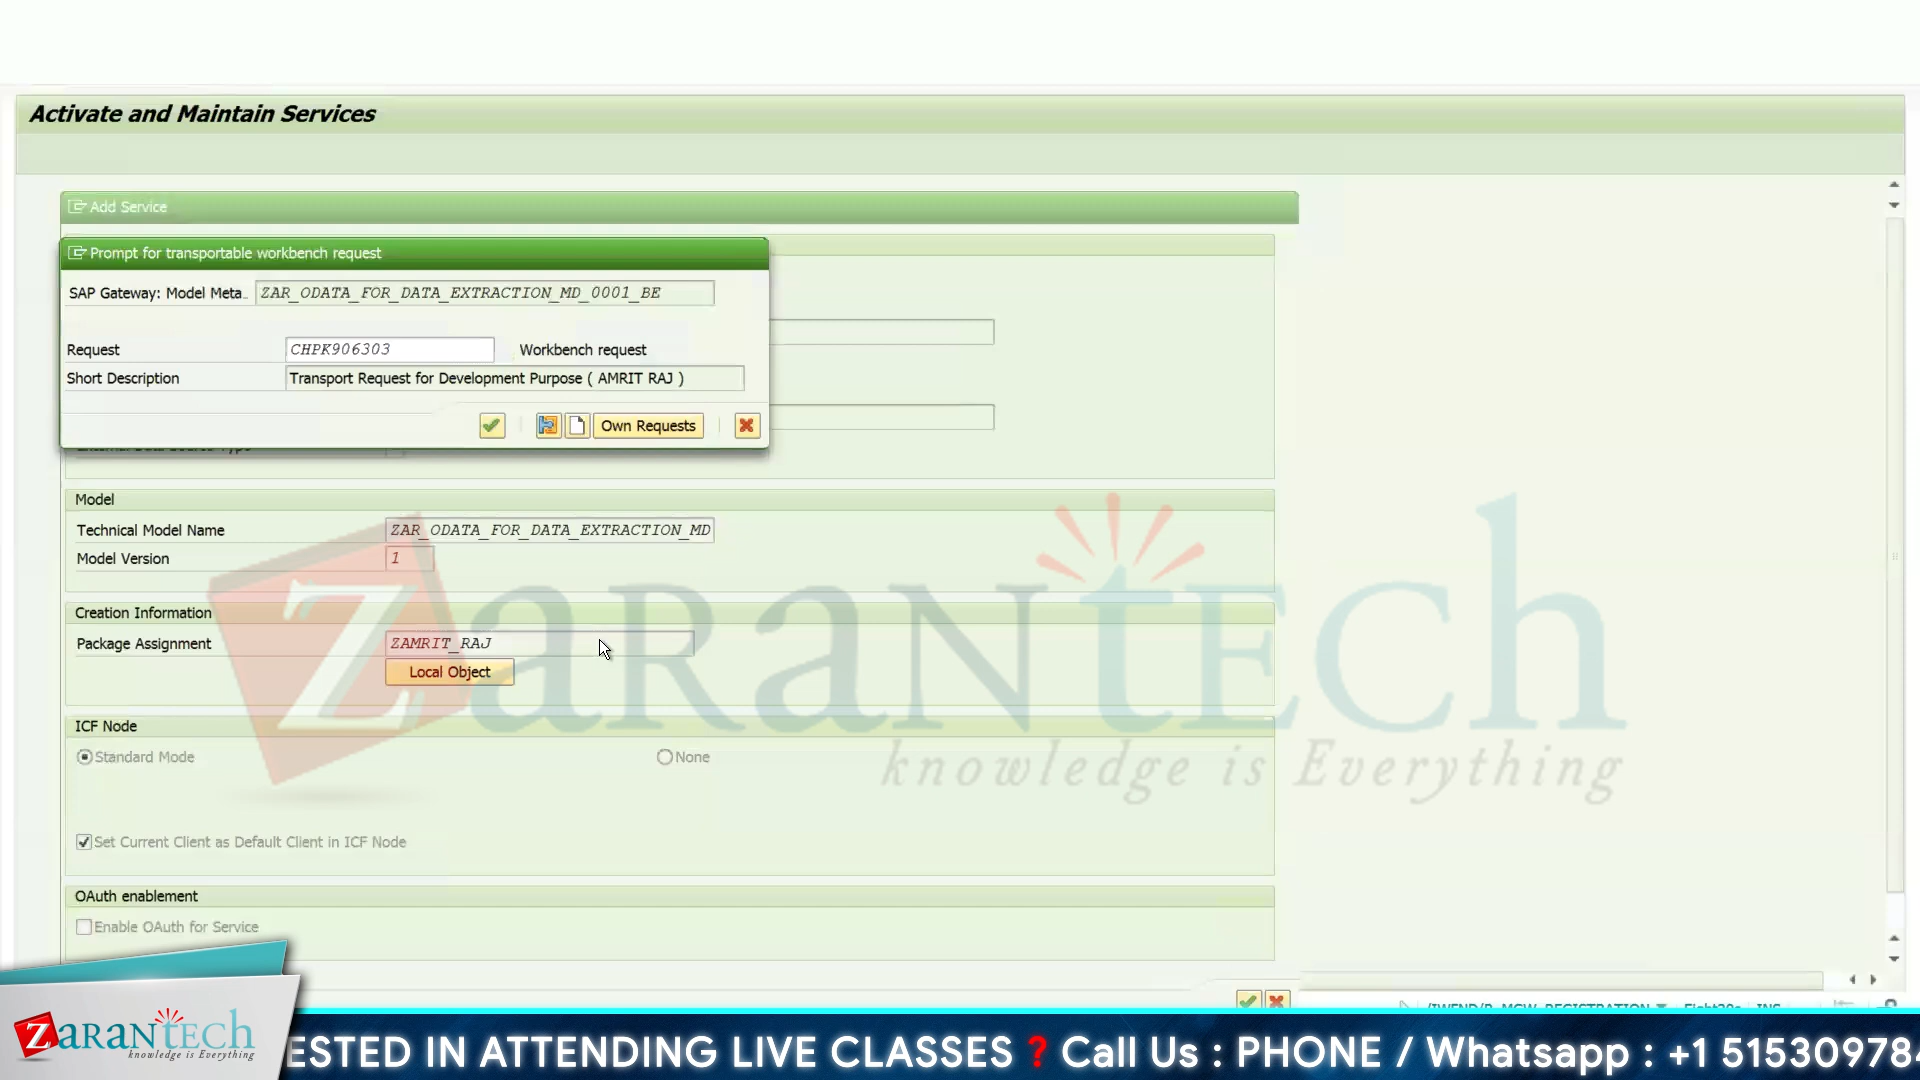 Activate and Maintain Services
Add Service
Prompt for transportable workbench request
SAP Gateway: Model Meta..
ZAR_ODATA_FOR_DATA_EXTRACTION_MD_0001_BE
Request CHPK906303 Workbench request
Short Description Transport Request for Development Purpose ( AMRIT RAJ )
Own Requests
Model
Technical Model Name ZAR_ODATA_FOR_DATA_EXTRACTION_MD
Model Version 1
Creation Information
Package Assignment ZAMRIT_RAJ
Local Object
ICF Node
Standard Mode None
Set Current Client as Default Client in ICF Node
OAuth enablement
Enable OAuth for Service
ZaranTech
knowledge is Everything
ZaranTech
knowledge is Everything
ESTED IN ATTENDING LIVE CLASSES ❓ Call Us : PHONE / Whatsapp : +1 515309784